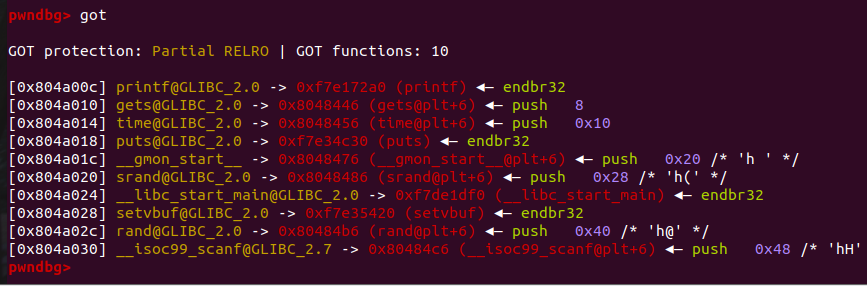 pwndbg> got
GOT protection: Partial RELRO | GOT functions: 10
[0x804a00c] printf@GLIBC_2.0 -> 0xf7e172a0 (printf) ◂— endbr32
[0x804a010] gets@GLIBC_2.0 -> 0x8048446 (gets@plt+6) ◂— push   8
[0x804a014] time@GLIBC_2.0 -> 0x8048456 (time@plt+6) ◂— push   0x10
[0x804a018] puts@GLIBC_2.0 -> 0xf7e34c30 (puts) ◂— endbr32
[0x804a01c] __gmon_start__ -> 0x8048476 (__gmon_start__@plt+6) ◂— push   0x20 /* 'h ' */
[0x804a020] srand@GLIBC_2.0 -> 0x8048486 (srand@plt+6) ◂— push   0x28 /* 'h(' */
[0x804a024] __libc_start_main@GLIBC_2.0 -> 0xf7de1df0 (__libc_start_main) ◂— endbr32
[0x804a028] setvbuf@GLIBC_2.0 -> 0xf7e35420 (setvbuf) ◂— endbr32
[0x804a02c] rand@GLIBC_2.0 -> 0x80484b6 (rand@plt+6) ◂— push   0x40 /* 'h@' */
[0x804a030] __isoc99_scanf@GLIBC_2.7 -> 0x80484c6 (__isoc99_scanf@plt+6) ◂— push   0x48 /* 'hH'
pwndbg>